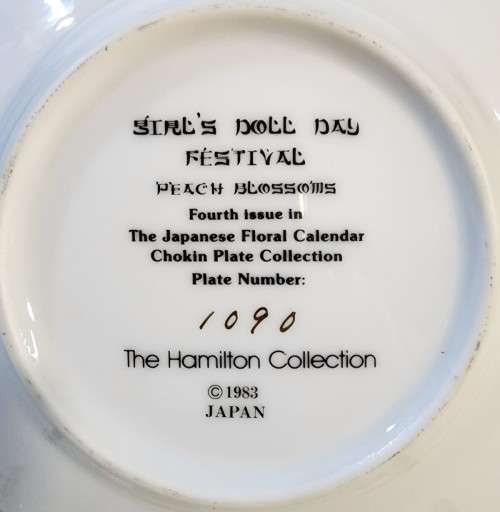 GIRL'S DOLL DAY
FESTIVAL
PEACH BLOSSOMS
Fourth issue in
The Japanese Floral Calendar
Chokin Plate Collection
Plate Number:
1090
The Hamilton Collection
© 1983
JAPAN